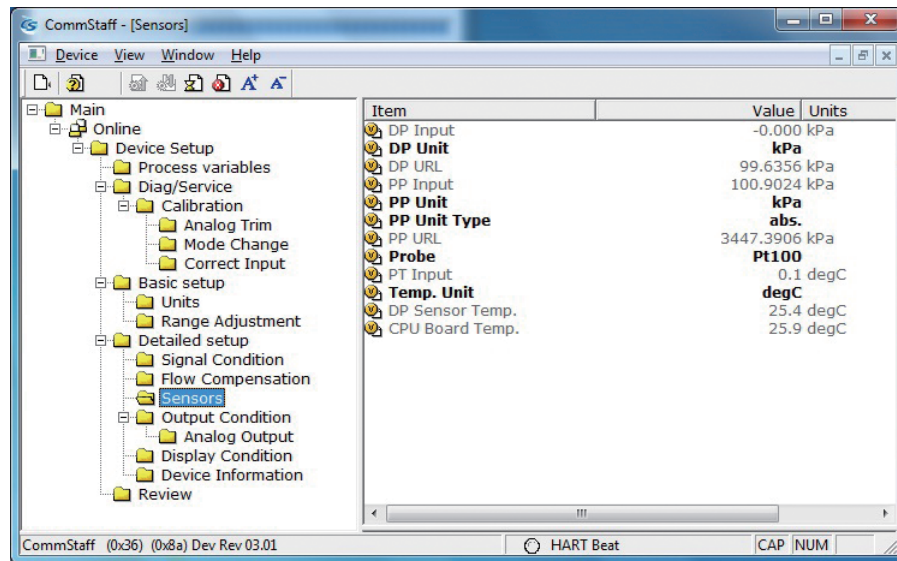 CommStaff - [Sensors]
Device View Window Help
Main
Online
Device Setup
Process variables
Diag/Service
Calibration
Analog Trim
Mode Change
Correct Input
Basic setup
Units
Range Adjustment
Detailed setup
Signal Condition
Flow Compensation
Sensors
Output Condition
Analog Output
Display Condition
Device Information
Review
Item Value Units
DP Input -0.000 kPa
DP Unit kPa
DP URL 99.6356 kPa
PP Input 100.9024 kPa
PP Unit kPa
PP Unit Type abs.
PP URL 3447.3906 kPa
Probe Pt100
PT Input 0.1 degC
Temp. Unit degC
DP Sensor Temp. 25.4 degC
CPU Board Temp. 25.9 degC
CommStaff (0x36) (0x8a) Dev Rev 03.01 HART Beat CAP NUM